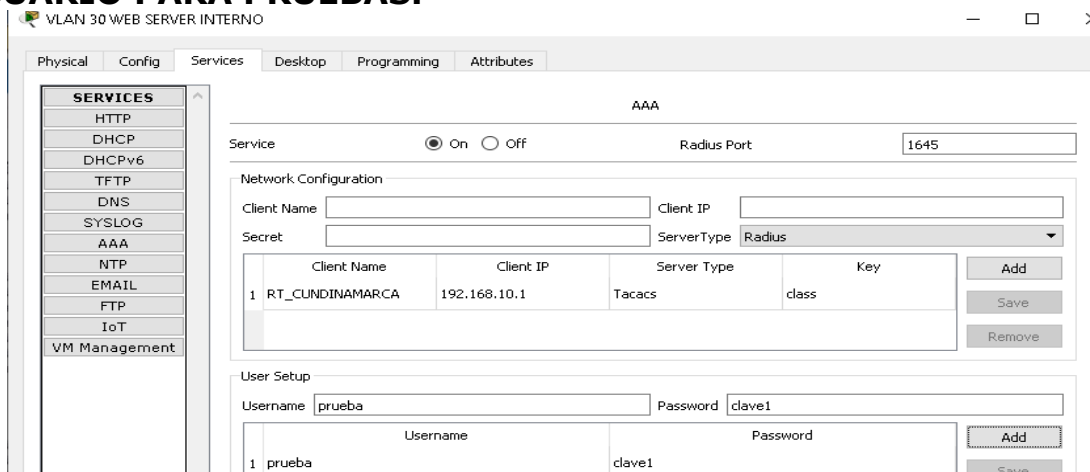 VLAN 30 WEB SERVER INTERNO
Physical Config Services Desktop Programming Attributes
SERVICES
HTTP
DHCP
DHCPv6
TFTP
DNS
SYSLOG
AAA
NTP
EMAIL
FTP
IoT
VM Management
AAA
Service On Off Radius Port 1645
Network Configuration
Client Name Client IP
Secret ServerType Radius
Client Name Client IP Server Type Key
1 RT_CUNDINAMARCA 192.168.10.1 Tacacs class
Add
Save
Remove
User Setup
Username prueba Password clave1
Username Password
1 prueba clave1
Add
Save